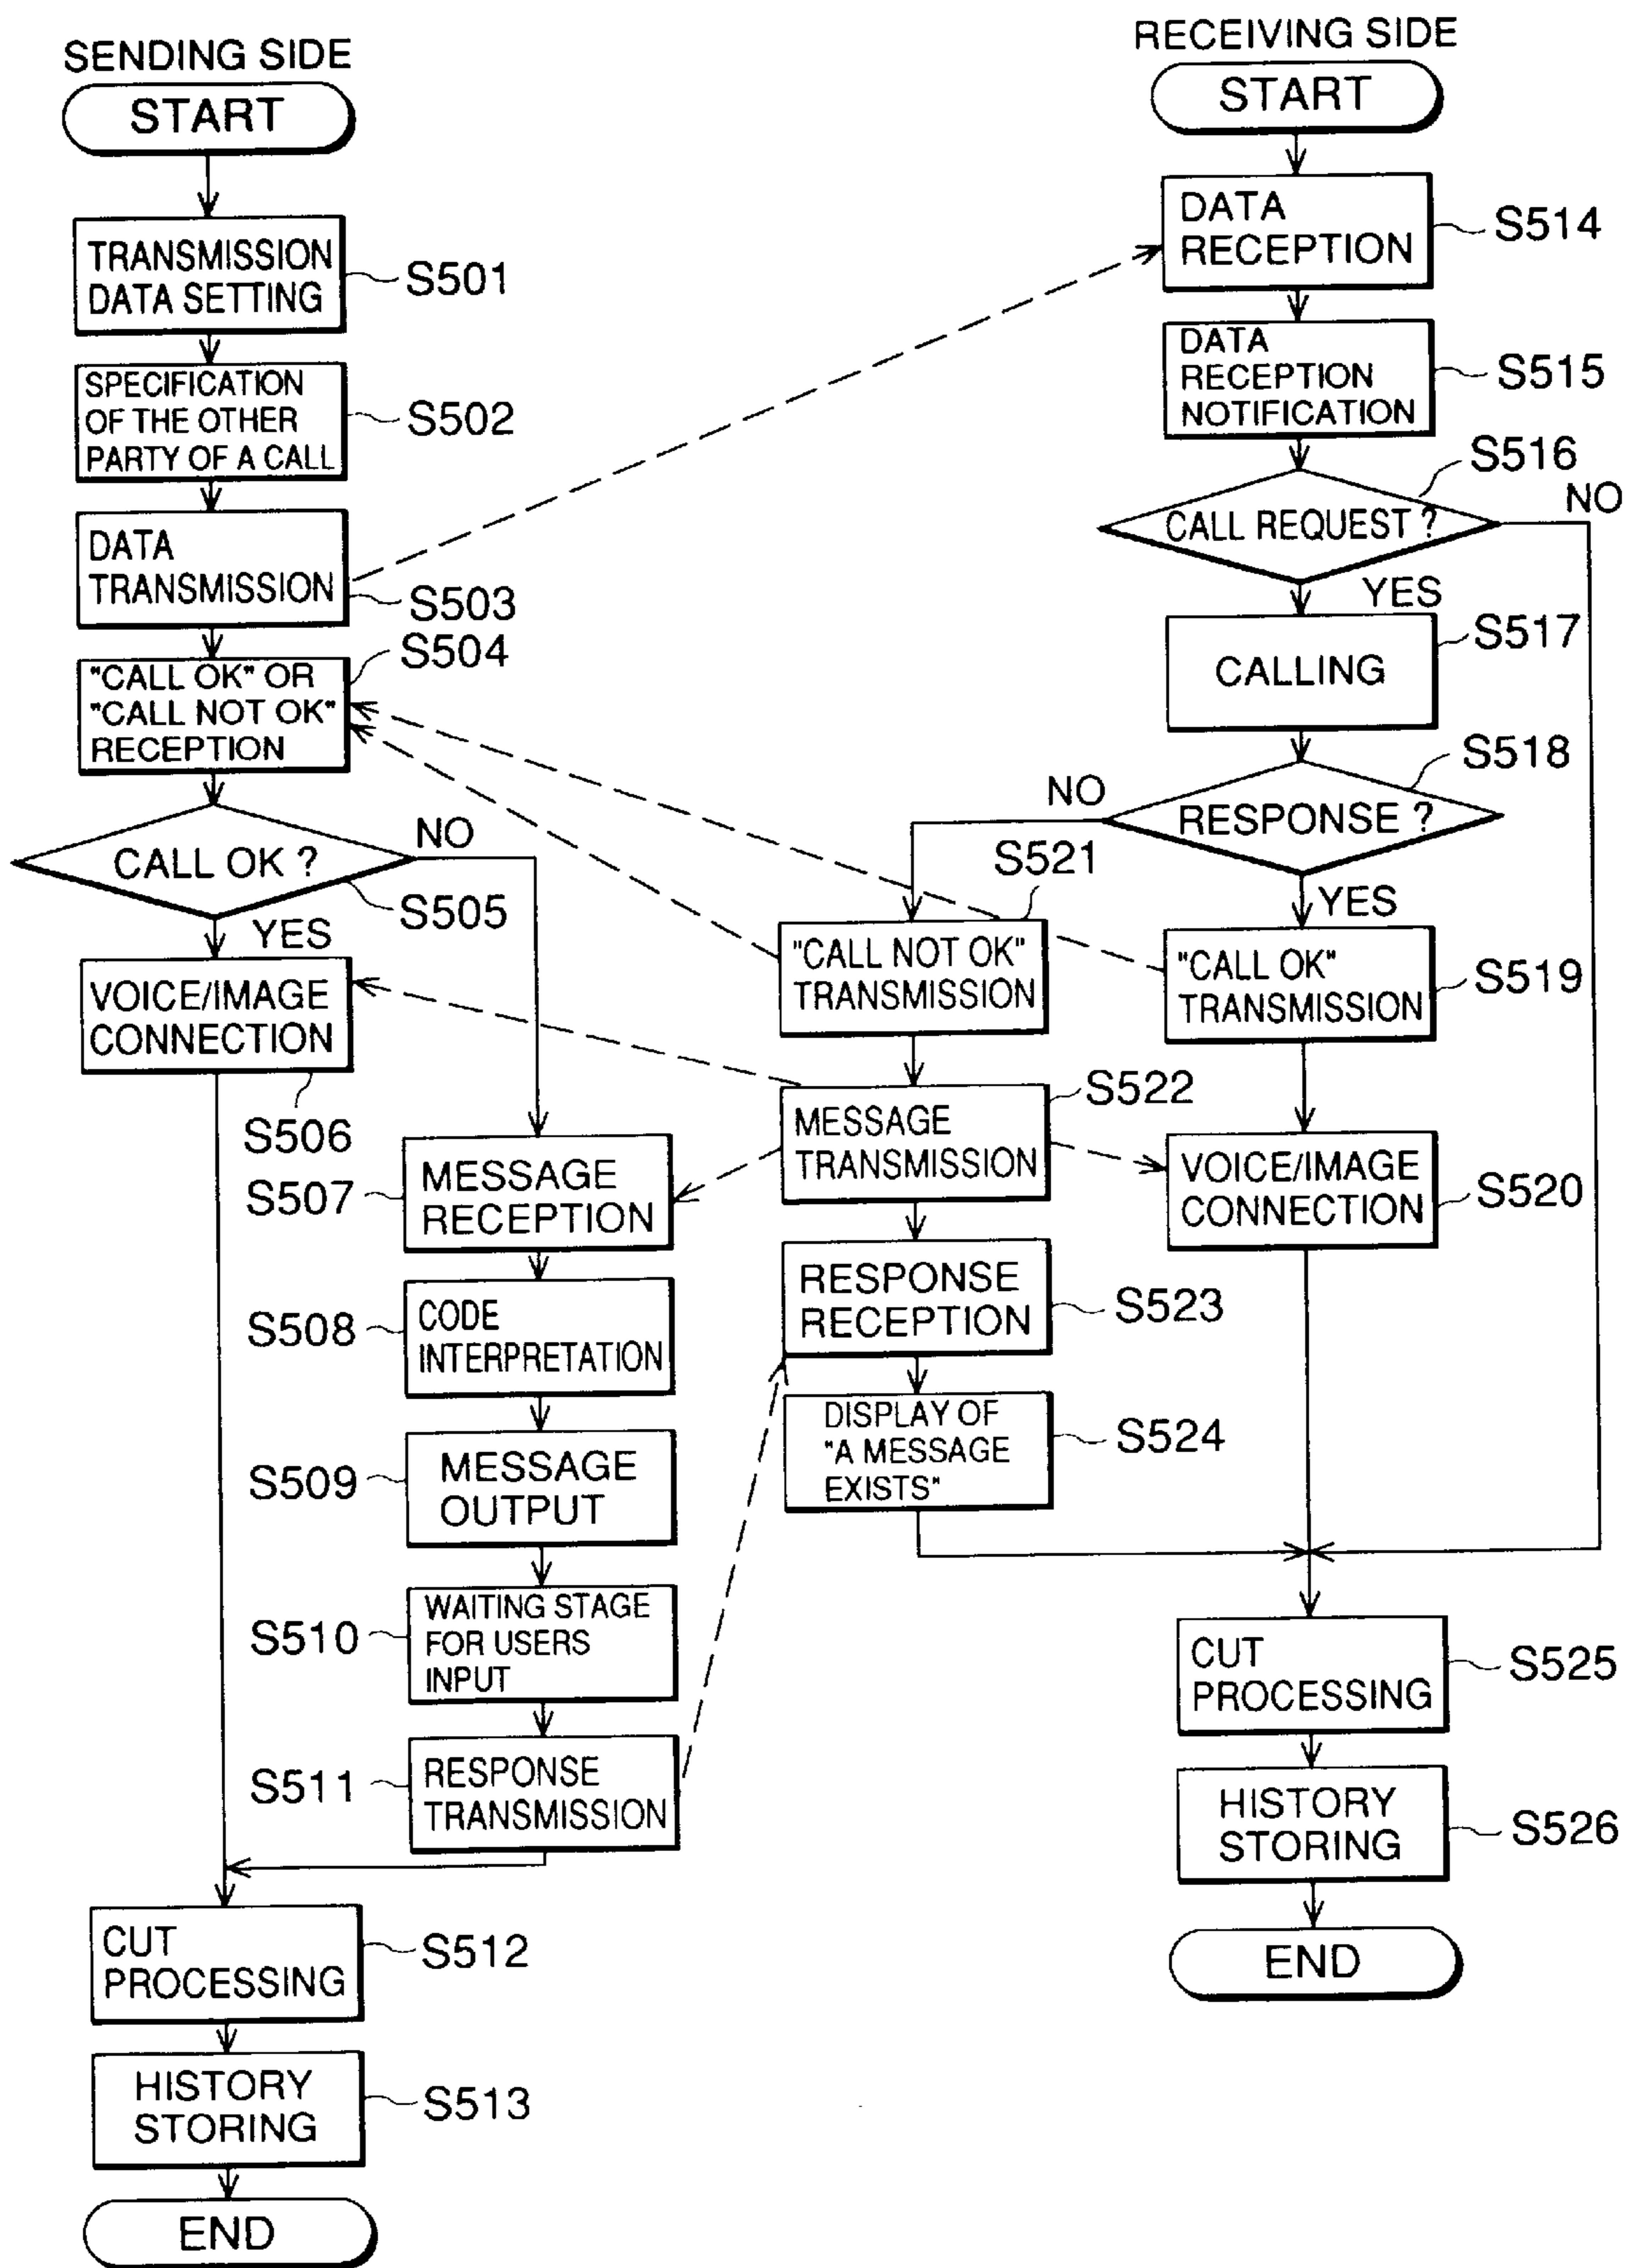 SENDING SIDE
START
TRANSMISSION
DATA SETTING
S501
SPECIFICATION
OF THE OTHER
PARTY OF A CALL
S502
DATA
TRANSMISSION
S503
"CALL OK" OR
"CALL NOT OK"
RECEPTION
S504
CALL OK ?
NO
S505
YES
VOICE/IMAGE
CONNECTION
S506
S507
MESSAGE
RECEPTION
S508
CODE
INTERPRETATION
S509
MESSAGE
OUTPUT
S510
WAITING STAGE
FOR USERS
INPUT
S511
RESPONSE
TRANSMISSION
CUT
PROCESSING
S512
HISTORY
STORING
S513
END
RECEIVING SIDE
START
DATA
RECEPTION
S514
DATA
RECEPTION
NOTIFICATION
S515
S516
NO
CALL REQUEST ?
YES
CALLING
S517
S518
NO
RESPONSE ?
S521
YES
"CALL NOT OK"
TRANSMISSION
"CALL OK"
TRANSMISSION
S519
MESSAGE
TRANSMISSION
S522
VOICE/IMAGE
CONNECTION
S520
RESPONSE
RECEPTION
S523
DISPLAY OF
"A MESSAGE
EXISTS"
S524
CUT
PROCESSING
S525
HISTORY
STORING
S526
END